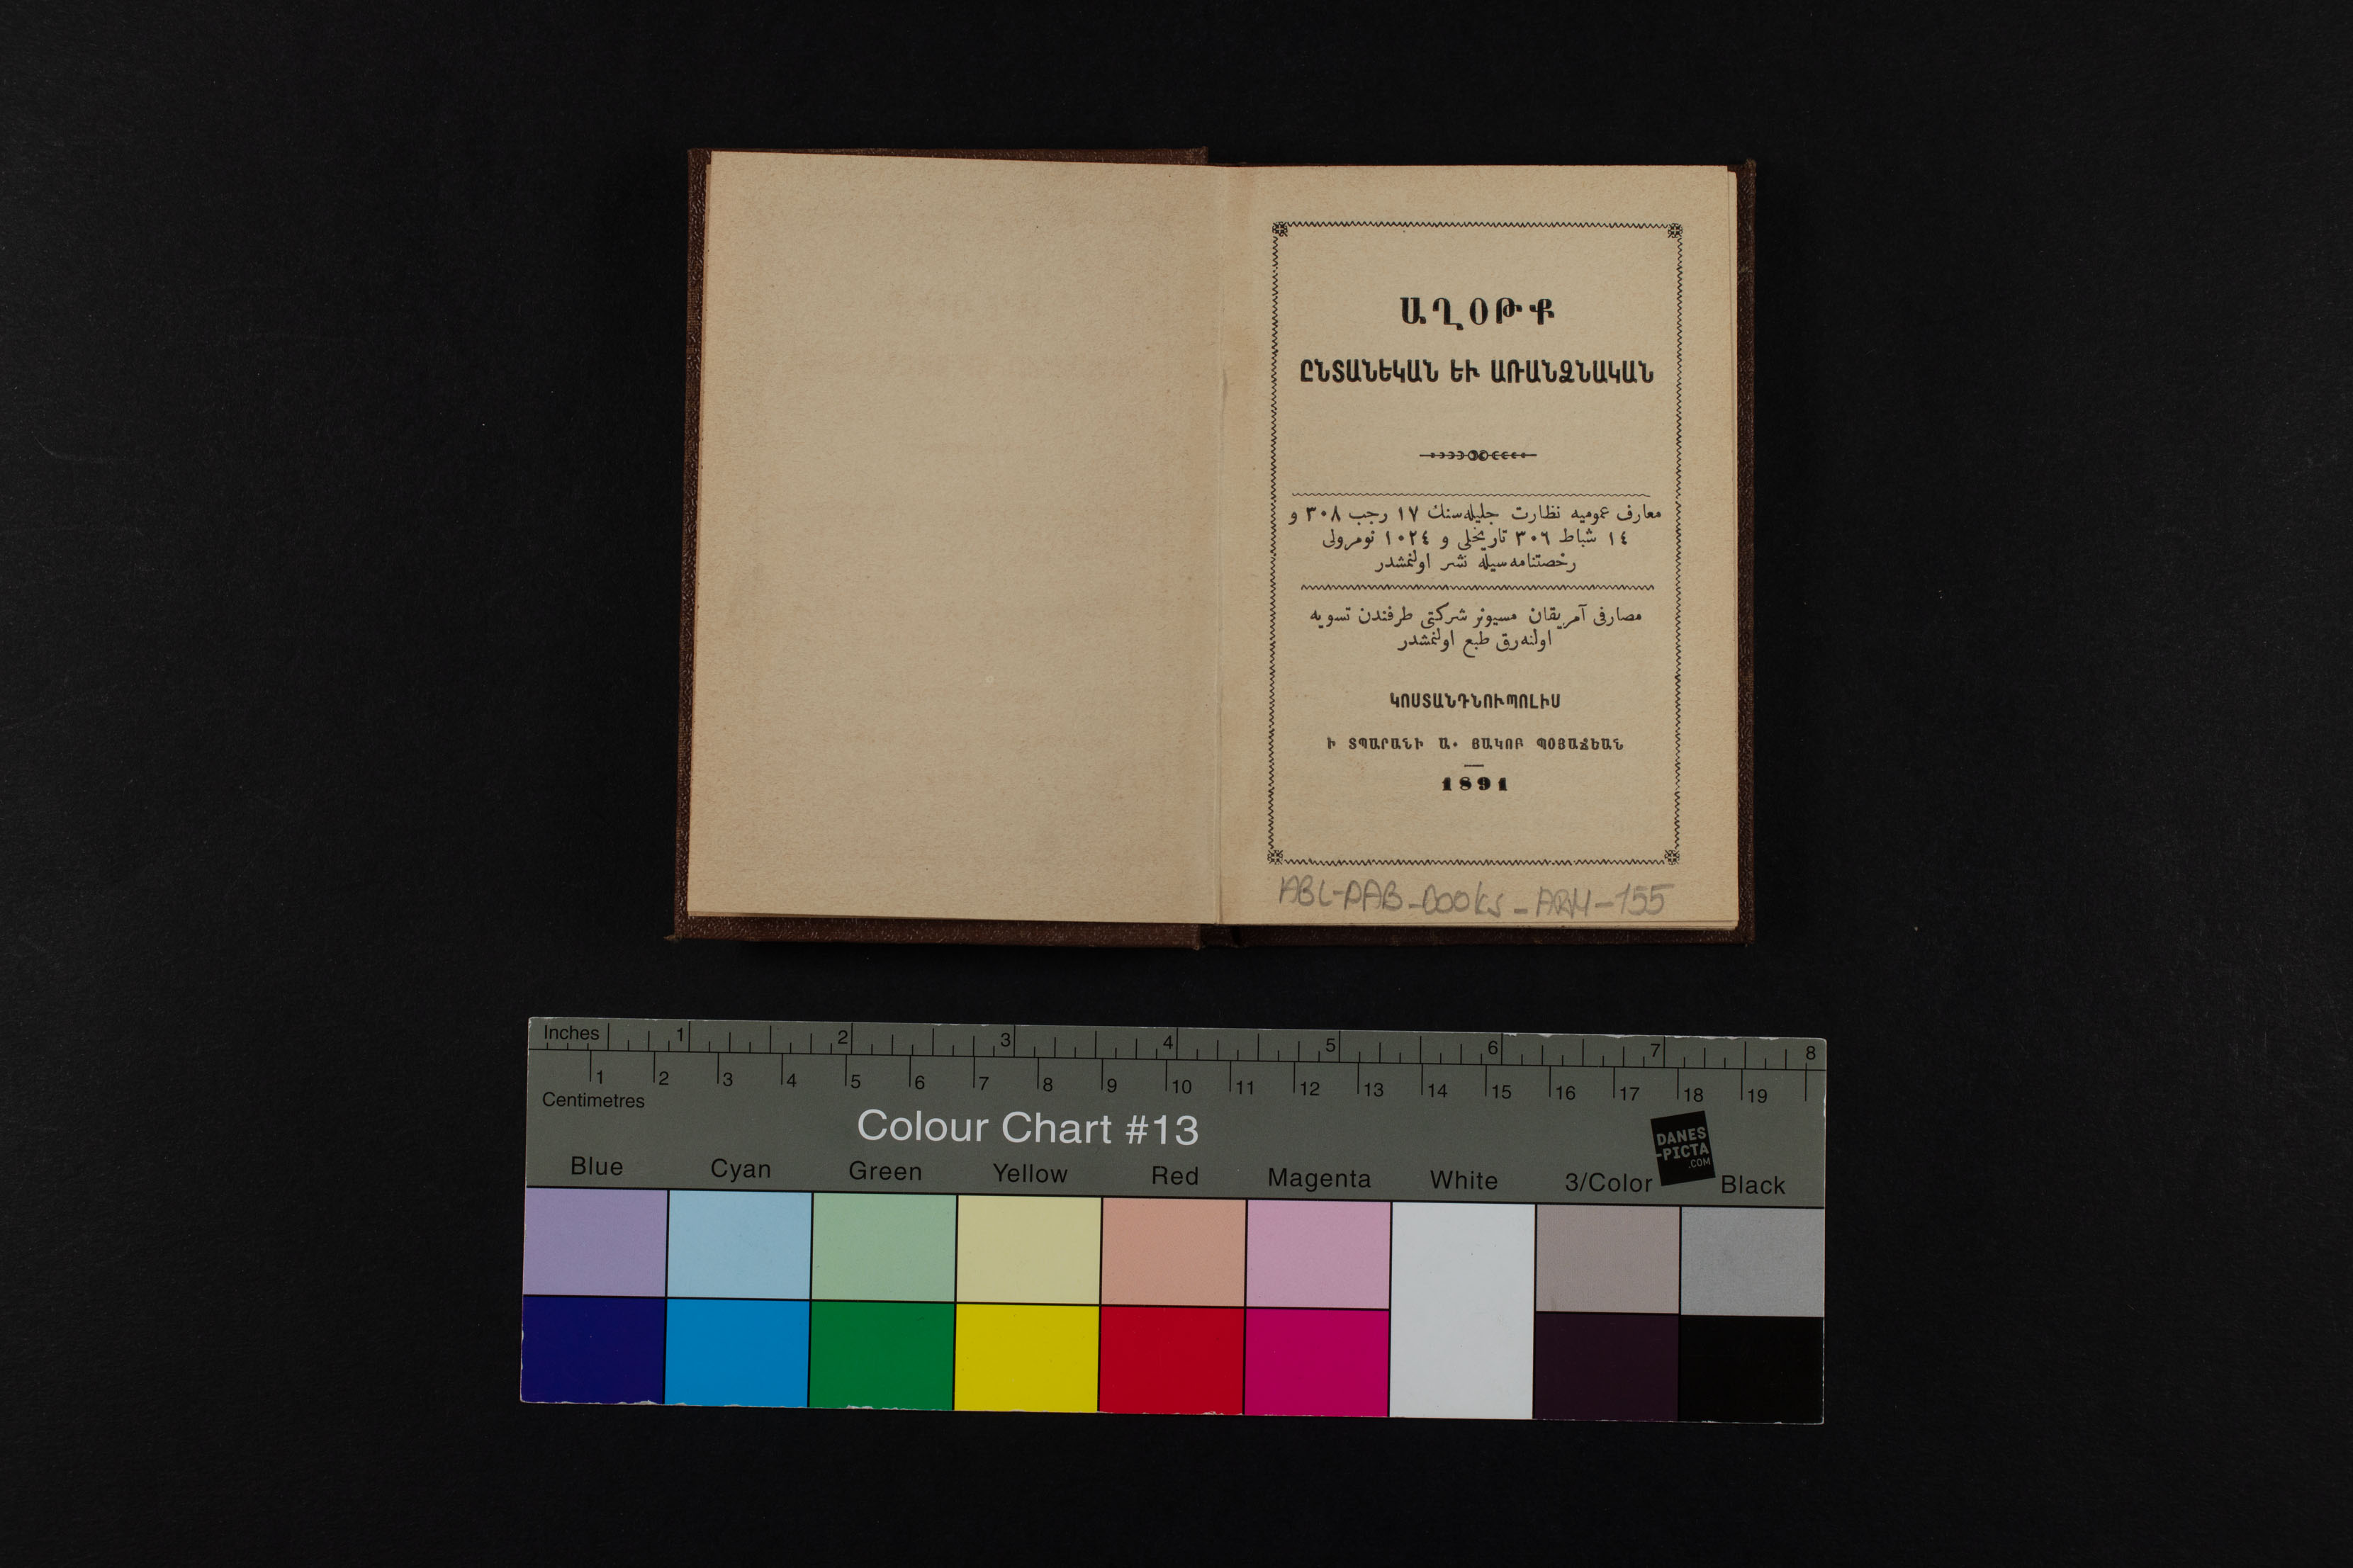 ԱՂՕԹՔ
ԸՆՏԱՆԵԿԱՆ ԵՒ ԱՌԱՆՁՆԱԿԱՆ
معارف عموميه نظارت جليله‌سنك ١٧ رجب ٣٠٨ و
١٤ شباط ٣٠٦ تاريخلى و ١٠٢٤ نومرولى
رخصتنامه‌سيله نشر اولنمشدر
مصارفى آمريقان مسيونر شركتى طرفندن تسويه
اولنه‌رق طبع اولنمشدر
ԿՈՍՏԱՆԴՆՈՒՊՈԼԻՍ
Ի ՏՊԱՐԱՆԻ Ա. ՅԱԿՈԲ ՊՕՅԱՃԵԱՆ
1891
ABL-PAB-BOOKS-ARM-155
Inches 1 2 3 4 5 6 7 8
1 2 3 4 5 6 7 8 9 10 11 12 13 14 15 16 17 18 19
Centimetres
Colour Chart #13
DANES
-PICTA
.COM
Blue Cyan Green Yellow Red Magenta White 3/Color Black